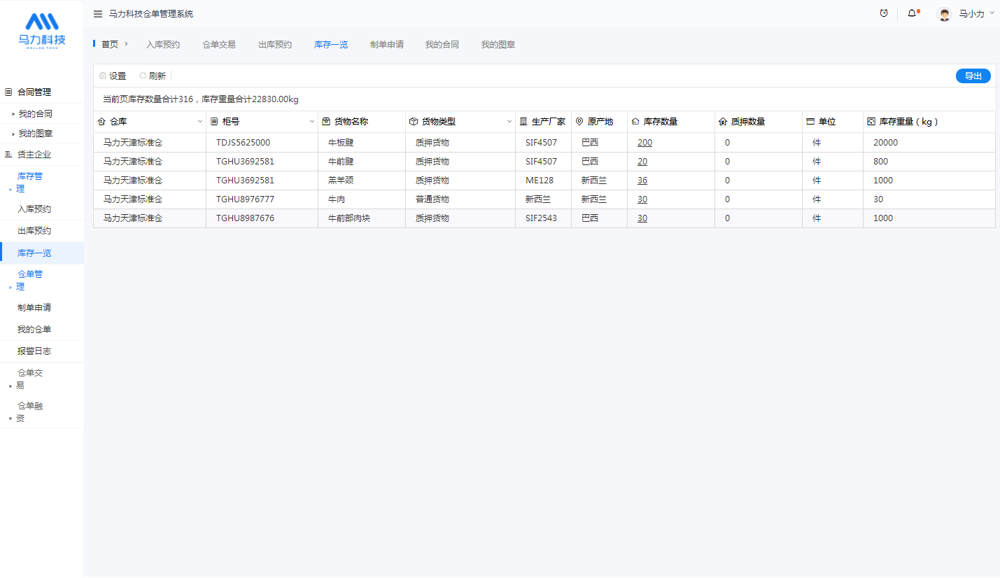 马力科技
MALLEE TECH
马力科技仓单管理系统
马小力
首页
入库预约
仓单交易
出库预约
库存一览
制单申请
我的合同
我的图章
设置
刷新
导出
当前页库存数量合计316，库存重量合计22830.00kg
仓库 柜号 货物名称 货物类型 生产厂家 原产地 库存数量 质押数量 单位 库存重量（kg）
马力天津标准仓 TDJS5625000 牛板腱 质押货物 SIF4507 巴西 200 0 件 20000
马力天津标准仓 TGHU3692581 牛前腱 质押货物 SIF4507 巴西 20 0 件 800
马力天津标准仓 TGHU3692581 羔羊颈 质押货物 ME128 新西兰 36 0 件 1000
马力天津标准仓 TGHU8976777 牛肉 普通货物 新西兰 新西兰 30 0 件 30
马力天津标准仓 TGHU8987676 牛前部肉块 质押货物 SIF2543 巴西 30 0 件 1000
合同管理
我的合同
我的图章
货主企业
库存管
理
入库预约
出库预约
库存一览
仓单管
理
制单申请
我的仓单
报警日志
仓单交
易
仓单融
资